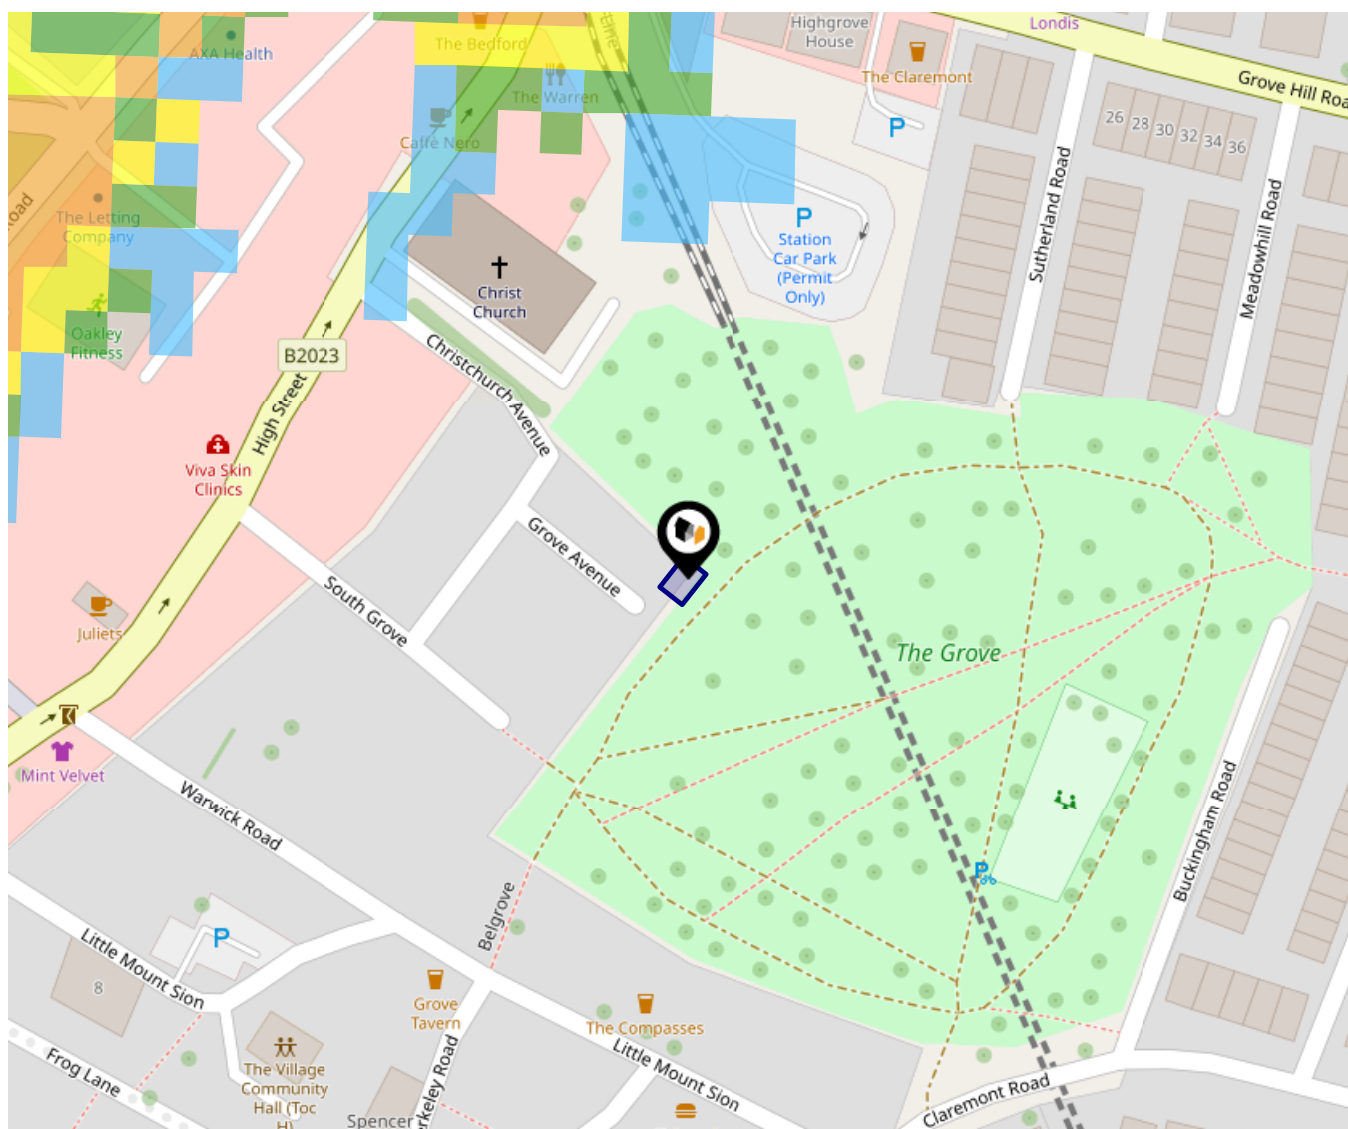 AXA Health
The Bedford
Line
Highgrove
House
Londis
The Claremont
Grove Hill Roa
The Warren
Caffè Nero
26
28
30
32
34
36
P
Sutherland Road
Meadowhill Road
Road
The Letting
Company
P
Station
Car Park
(Permit
Only)
Christ
Church
Oakley
Fitness
B2023
Christchurch Avenue
High Street
Viva Skin
Clinics
Grove Avenue
South Grove
Juliets
The Grove
Mint Velvet
Warwick Road
Buckingham Road
P
Belgrove
P
Little Mount Sion
8
Grove
Tavern
The Compasses
The Village
Community
Hall (Toc
H)
Frog Lane
Little Mount Sion
Claremont Road
Spencer
erkeley Road